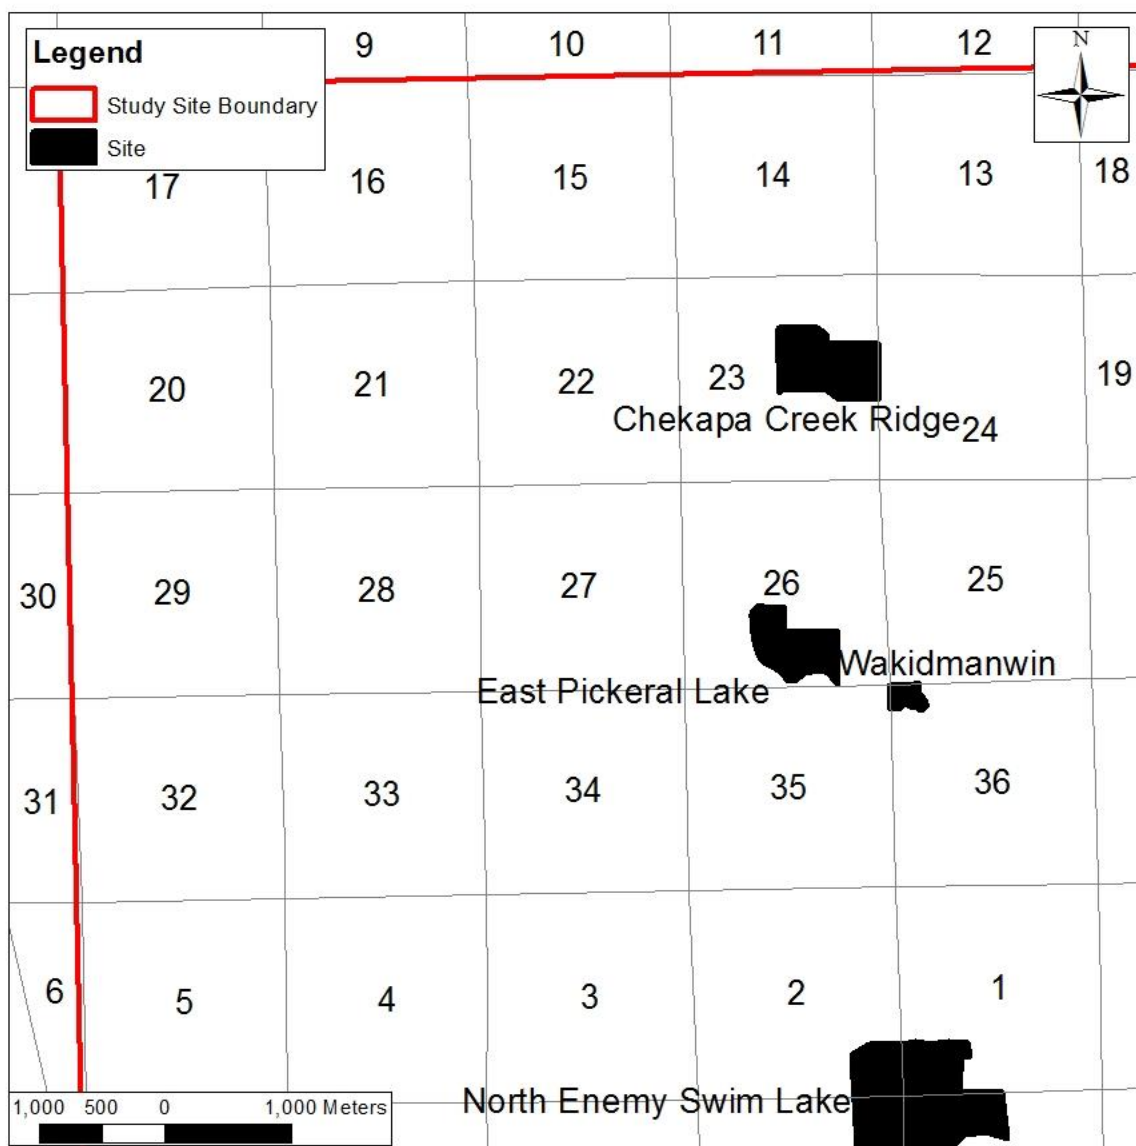 Legend
Study Site Boundary
Site
9 10 11 12
N
17 16 15 14 13 18
20 21 22 23 19
Chekapa Creek Ridge 24
30 29 28 27 26 25
Wakidmanwin
East Pickeral Lake
31 32 33 34 35 36
6 5 4 3 2 1
North Enemy Swim Lake
1,000 500 0 1,000 Meters